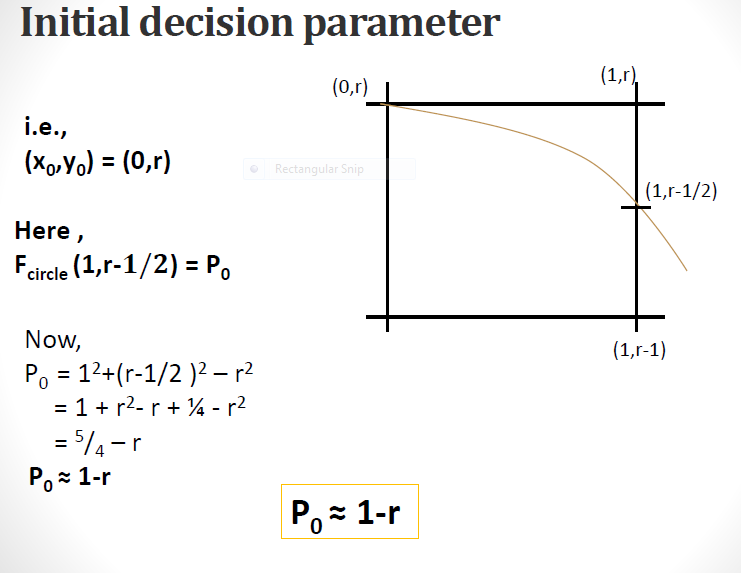 Initial decision parameter
(0,r)
(1,r)
i.e.,
(x₀,y₀) = (0,r)
Rectangular Snip
(1,r-1/2)
Here ,
F_circle (1,r-1/2) = P₀
Now,
P₀ = 1²+(r-1/2 )² – r²
= 1 + r²- r + ¼ - r²
= ⁵/₄ – r
P₀ ≈ 1-r
(1,r-1)
P₀ ≈ 1-r